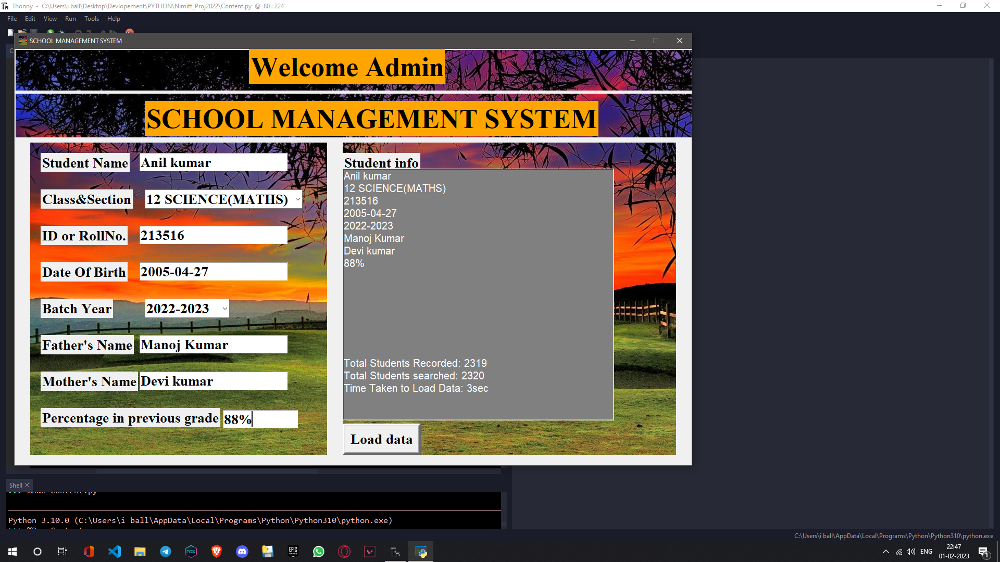 Thonny - C:\Users\i ball\Desktop\Devlopement\PYTHON\Nimitt_Proj2022\Content.py @ 80 : 224
File Edit View Run Tools Help
SCHOOL MANAGEMENT SYSTEM
Welcome Admin
SCHOOL MANAGEMENT SYSTEM
Student Name Anil kumar
Class&Section 12 SCIENCE(MATHS)
ID or RollNo. 213516
Date Of Birth 2005-04-27
Batch Year 2022-2023
Father's Name Manoj Kumar
Mother's Name Devi kumar
Percentage in previous grade 88%
Student info
Anil kumar
12 SCIENCE(MATHS)
213516
2005-04-27
2022-2023
Manoj Kumar
Devi kumar
88%
Total Students Recorded: 2319
Total Students searched: 2320
Time Taken to Load Data: 3sec
Load data
Shell
Python 3.10.0 (C:\Users\i ball\AppData\Local\Programs\Python\Python310\python.exe)
C:\Users\i ball\AppData\Local\Programs\Python\Python310\python.exe
nox
EPIC GAMES
Th
ENG
22:47
01-02-2023
1